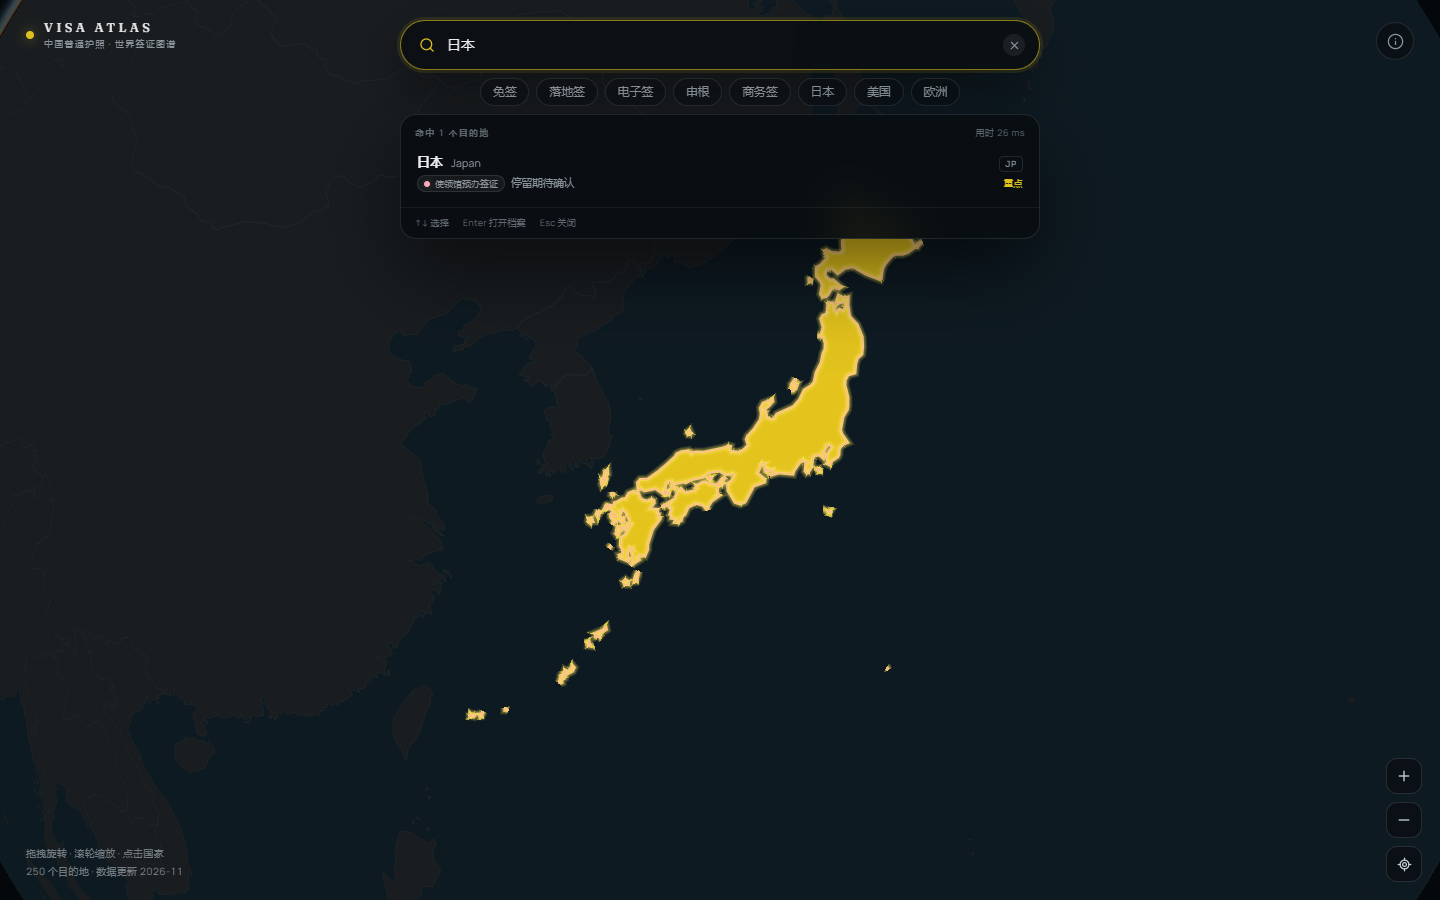 VISA ATLAS
中国普通护照 · 世界签证图谱
日本
免签 落地签 电子签 申根 商务签 日本 美国 欧洲
命中 1 个目的地 用时 26 ms
日本 Japan JP
使领馆预办签证 停留期待确认 重点
↑↓ 选择 Enter 打开档案 Esc 关闭
拖拽旋转 · 滚轮缩放 · 点击国家
250 个目的地 · 数据更新 2026-11